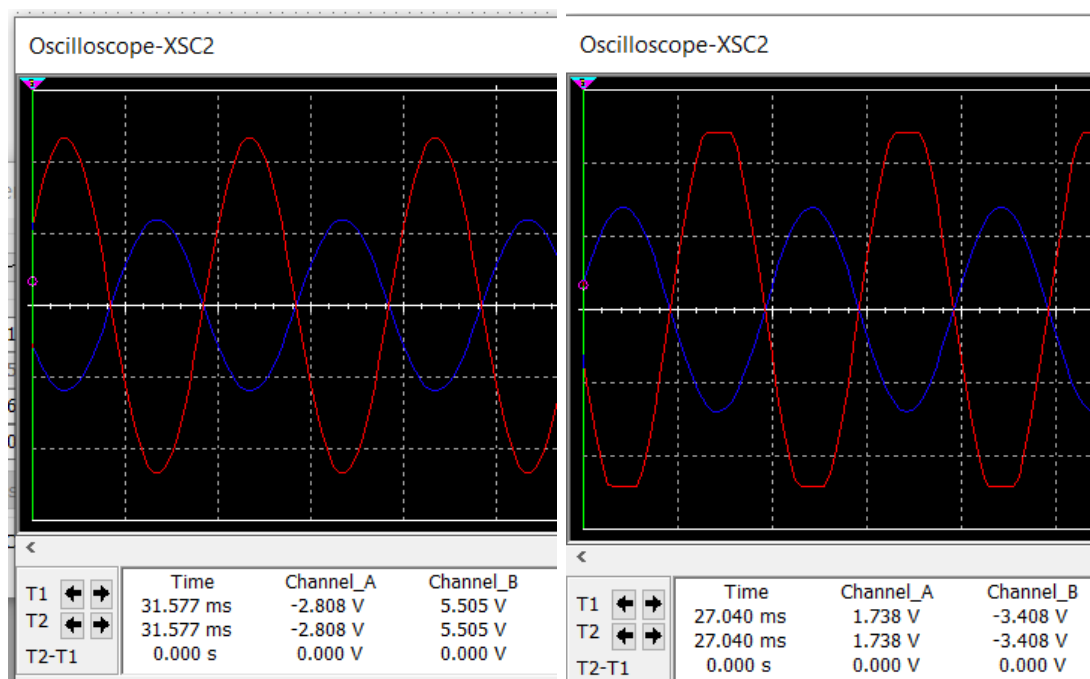 Oscilloscope-XSC2
T1
T2
T2-T1
Time Channel_A Channel_B
31.577 ms -2.808 V 5.505 V
31.577 ms -2.808 V 5.505 V
0.000 s 0.000 V 0.000 V
Oscilloscope-XSC2
T1
T2
T2-T1
Time Channel_A Channel_B
27.040 ms 1.738 V -3.408 V
27.040 ms 1.738 V -3.408 V
0.000 s 0.000 V 0.000 V